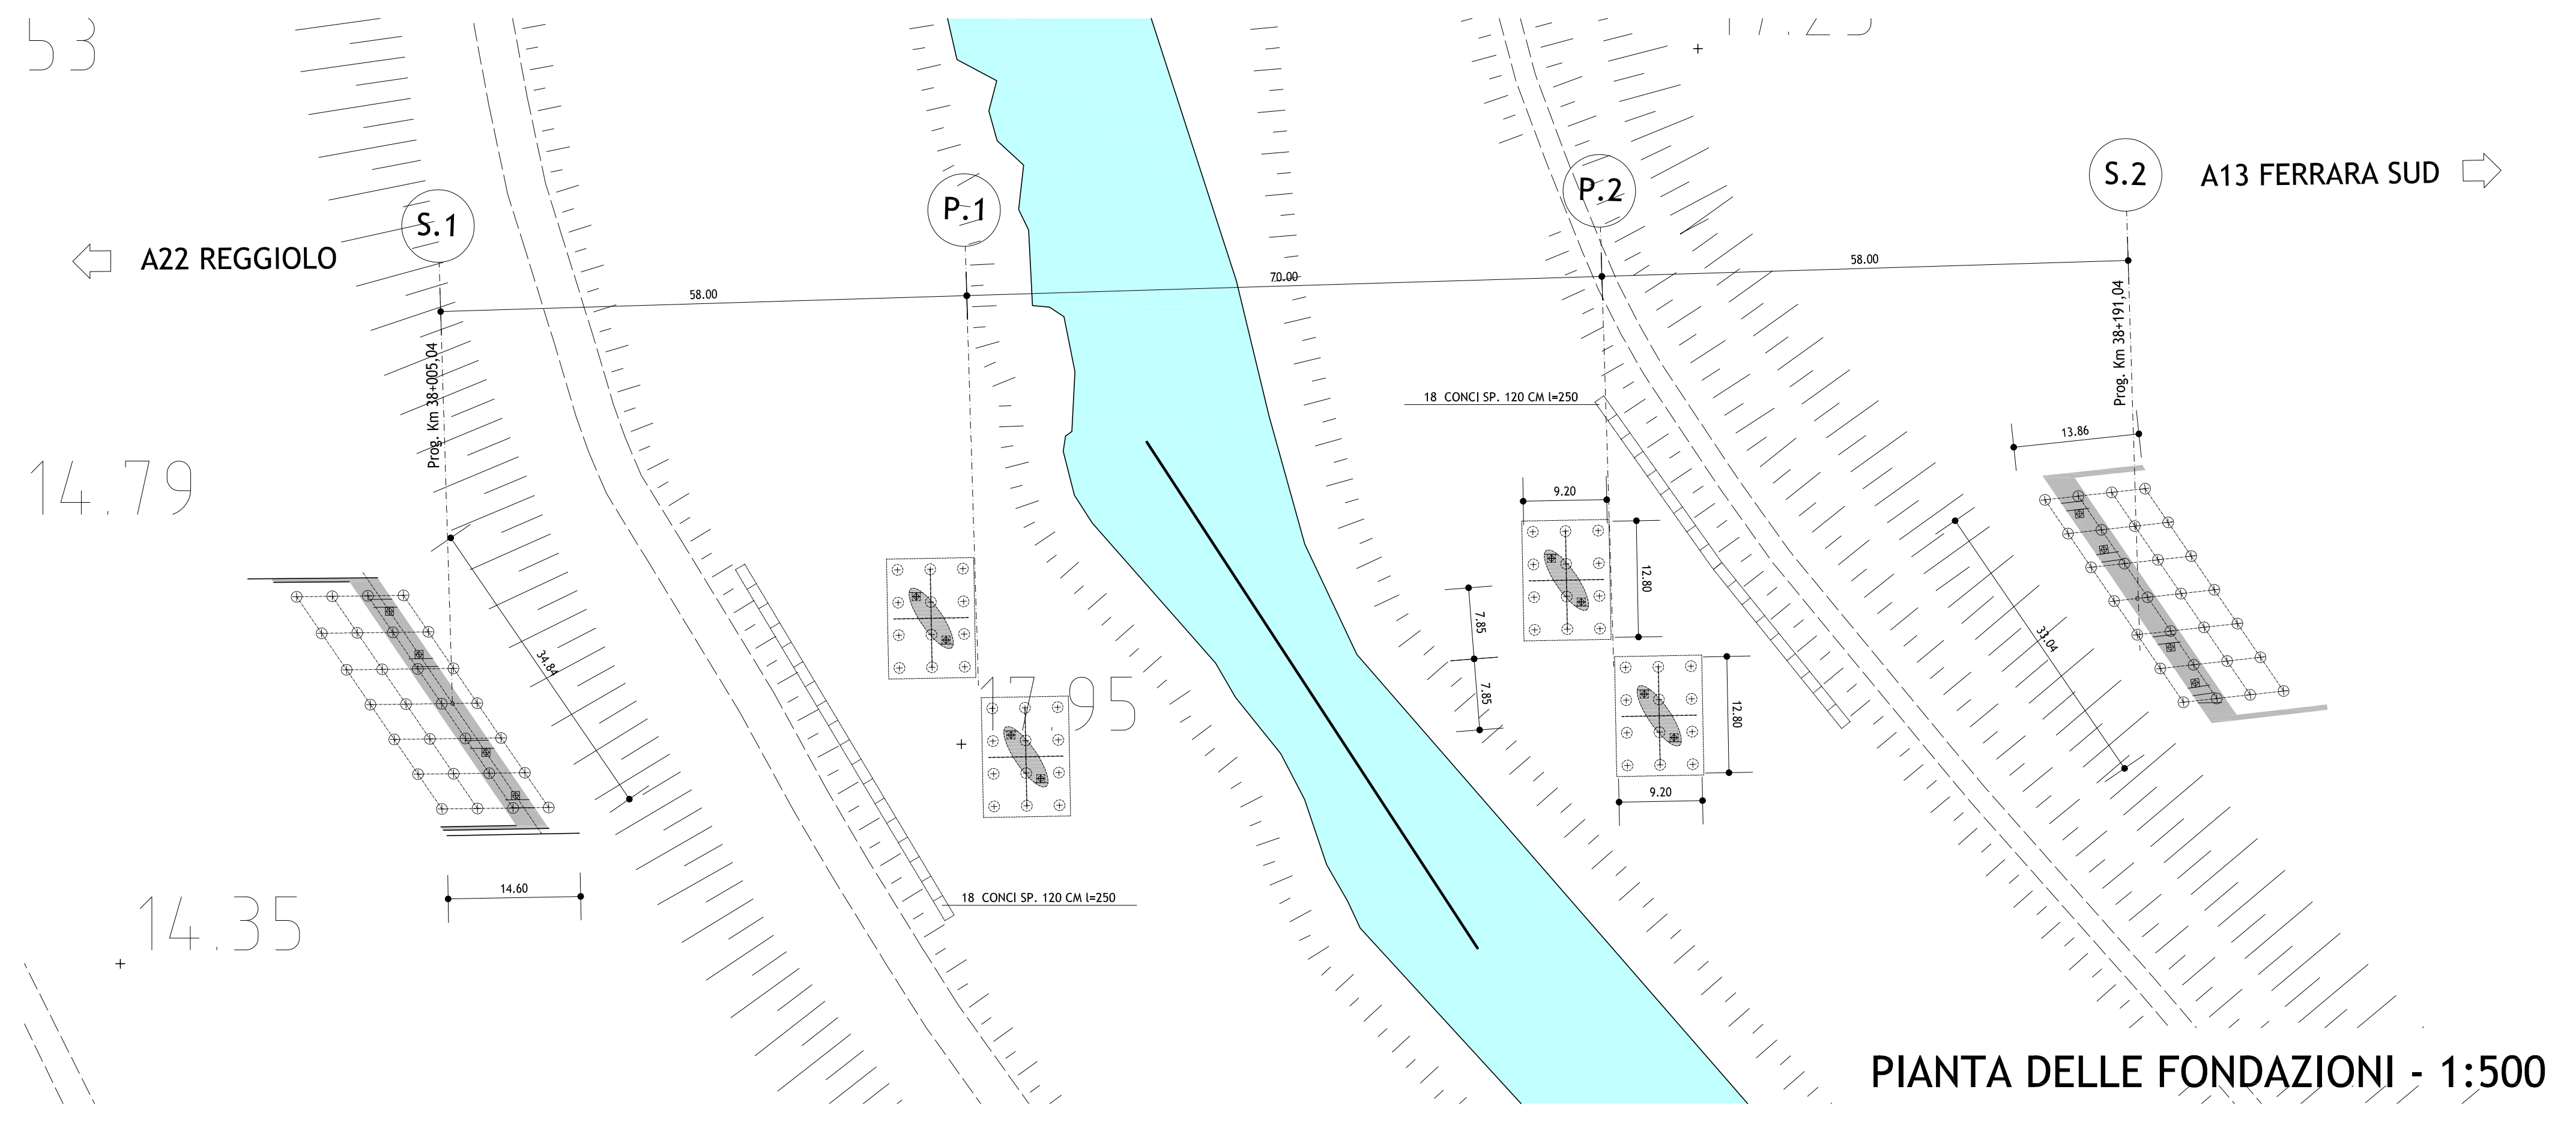 53
17.25
S.1
P.1
P.2
S.2
A13 FERRARA SUD
A22 REGGIOLO
58.00
70.00
58.00
Prog. Km 38+005,04
Prog. Km 38+191,04
18 CONCI SP. 120 CM l=250
13.86
14.79
9.20
12.80
7.85
7.85
34.84
33.04
17.95
12.80
9.20
14.60
18 CONCI SP. 120 CM l=250
14.35
PIANTA DELLE FONDAZIONI - 1:500